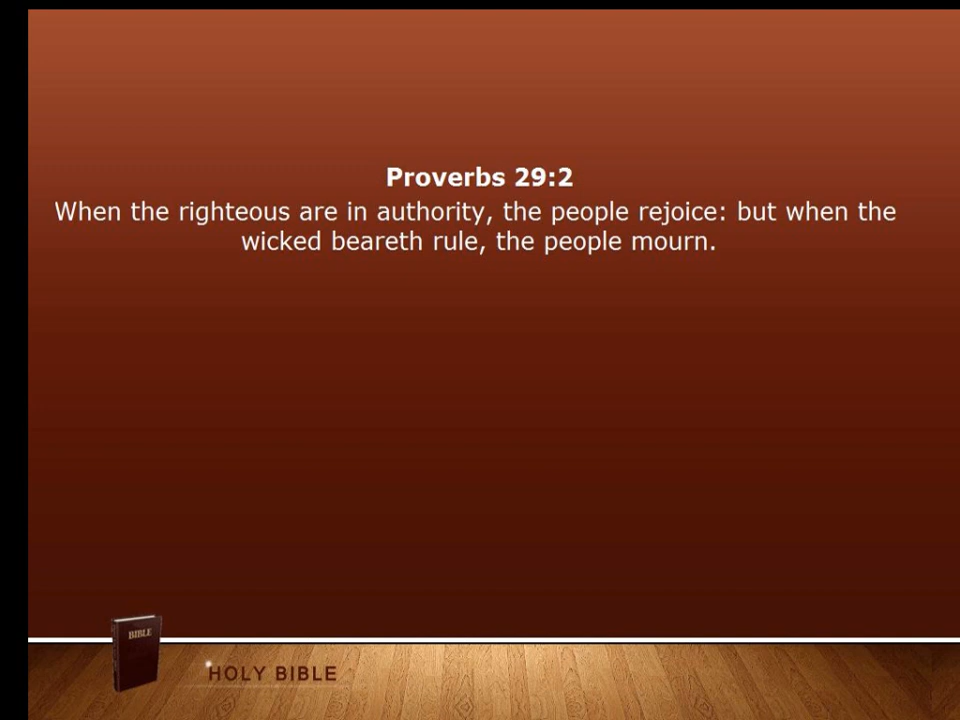 Proverbs 29:2
When the righteous are in authority, the people rejoice: but when the
wicked beareth rule, the people mourn.
BIBLE
HOLY BIBLE